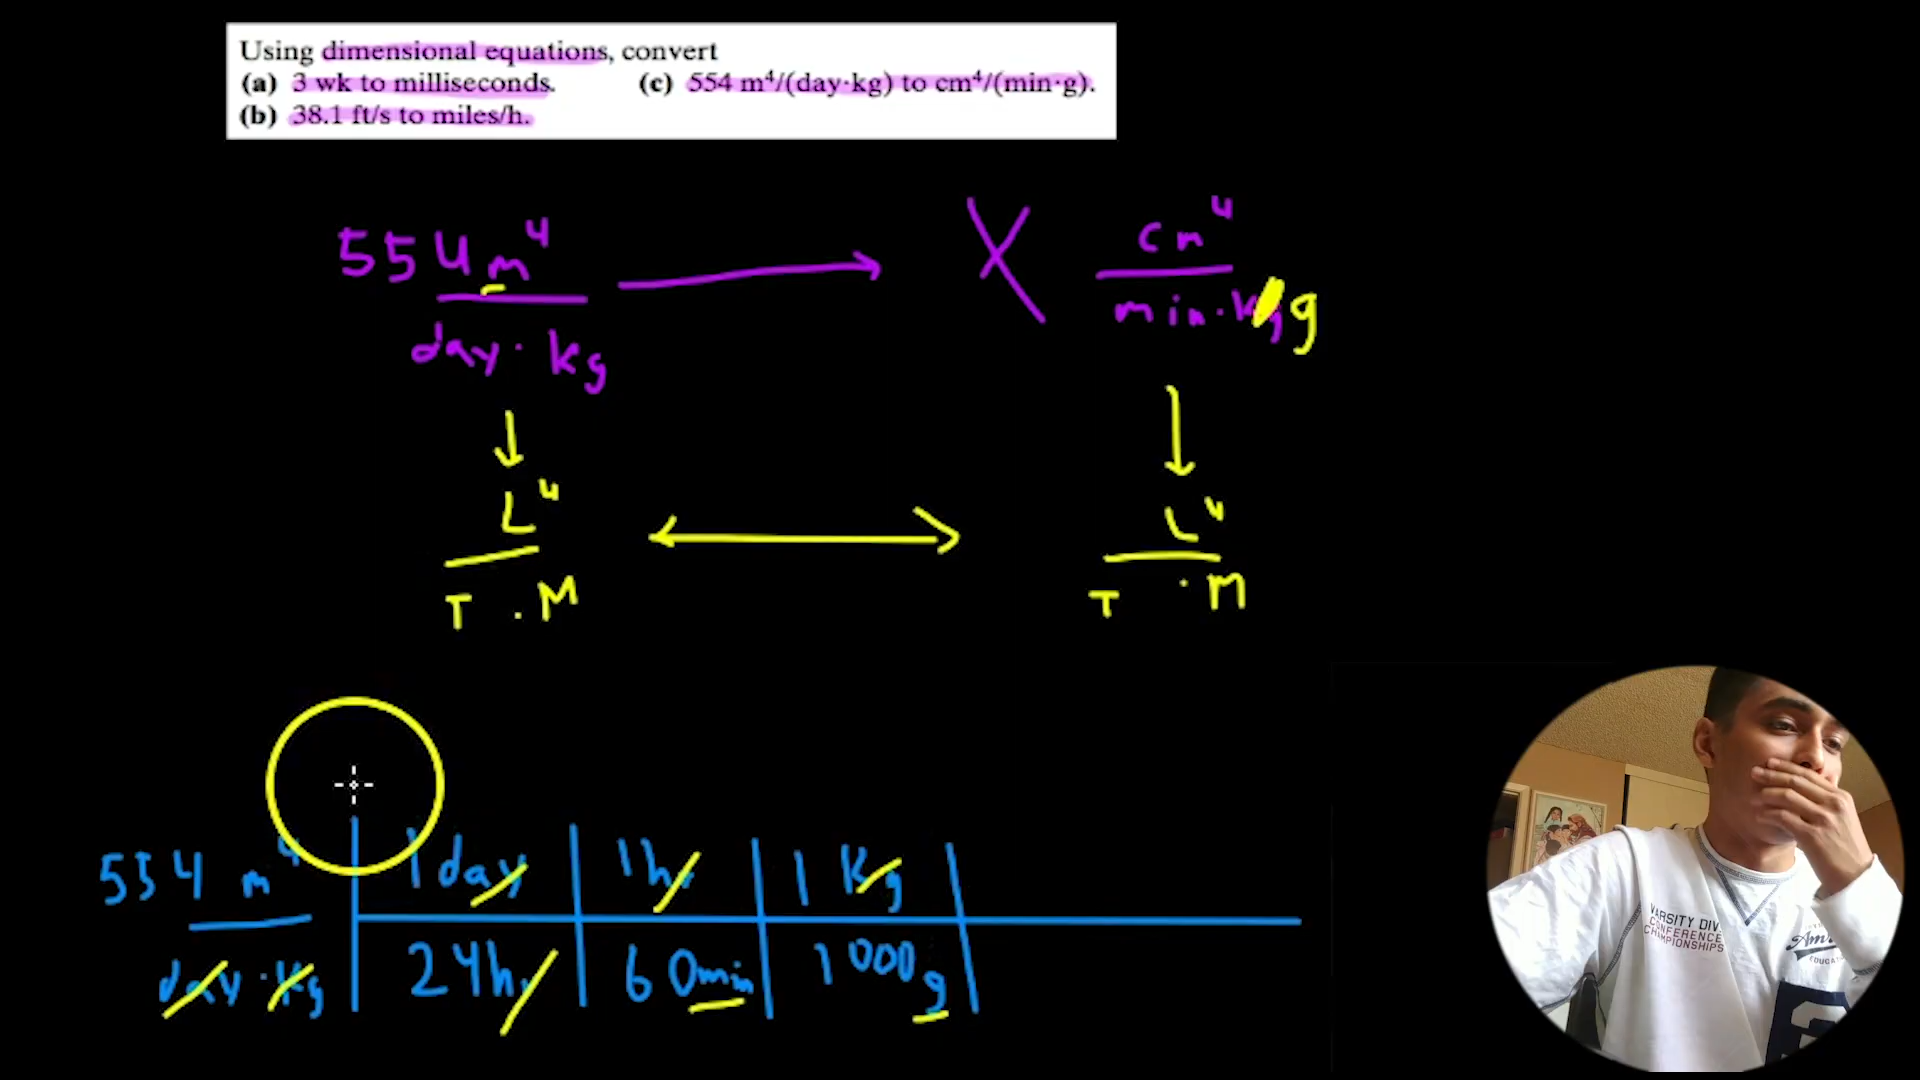 Using dimensional equations, convert
(a) 3 wk to milliseconds. (c) 554 m⁴/(day·kg) to cm⁴/(min·g).
(b) 38.1 ft/s to miles/h.
554 m⁴ X cm⁴
day · kg min · kg g
L⁴ L⁴
T · M T · M
554 m⁴ 1 day 1 hr 1 kg
day · kg 24 hr 60 min 1000 g
VARSITY DIV.
CONFERENCE
CHAMPIONSHIPS